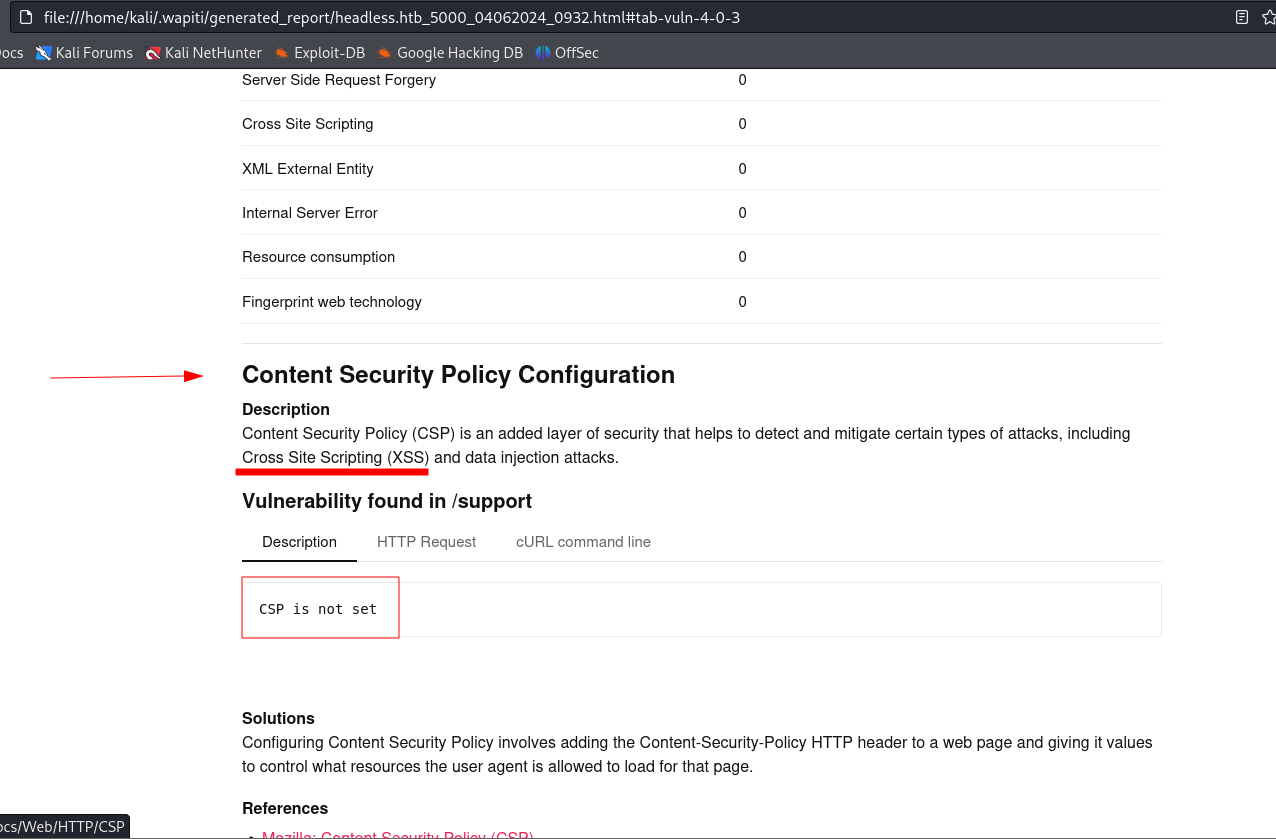 file:///home/kali/.wapiti/generated_report/headless.htb_5000_04062024_0932.html#tab-vuln-4-0-3
ocs Kali Forums Kali NetHunter Exploit-DB Google Hacking DB OffSec
Server Side Request Forgery 0
Cross Site Scripting 0
XML External Entity 0
Internal Server Error 0
Resource consumption 0
Fingerprint web technology 0
Content Security Policy Configuration
Description
Content Security Policy (CSP) is an added layer of security that helps to detect and mitigate certain types of attacks, including
Cross Site Scripting (XSS) and data injection attacks.
Vulnerability found in /support
Description HTTP Request cURL command line
CSP is not set
Solutions
Configuring Content Security Policy involves adding the Content-Security-Policy HTTP header to a web page and giving it values
to control what resources the user agent is allowed to load for that page.
References
ocs/Web/HTTP/CSP
Mozilla: Content Security Policy (CSP)